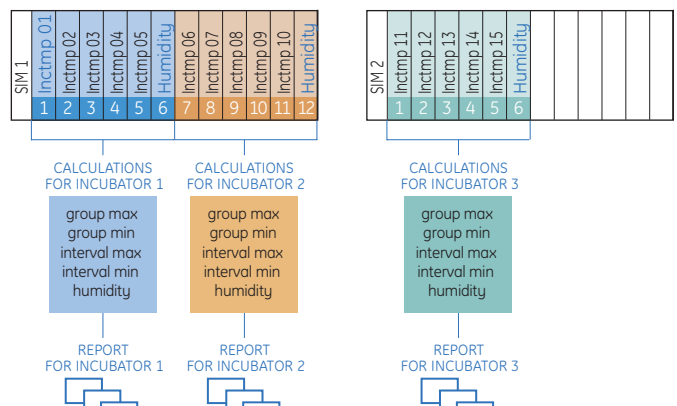 SIM 1
Inctmp 01
Inctmp 02
Inctmp 03
Inctmp 04
Inctmp 05
Humidity
Inctmp 06
Inctmp 07
Inctmp 08
Inctmp 09
Inctmp 10
Humidity
1 2 3 4 5 6 7 8 9 10 11 12
SIM 2
Inctmp 11
Inctmp 12
Inctmp 13
Inctmp 14
Inctmp 15
Humidity
1 2 3 4 5 6
CALCULATIONS
FOR INCUBATOR 1
group max
group min
interval max
interval min
humidity
REPORT
FOR INCUBATOR 1
CALCULATIONS
FOR INCUBATOR 2
group max
group min
interval max
interval min
humidity
REPORT
FOR INCUBATOR 2
CALCULATIONS
FOR INCUBATOR 3
group max
group min
interval max
interval min
humidity
REPORT
FOR INCUBATOR 3